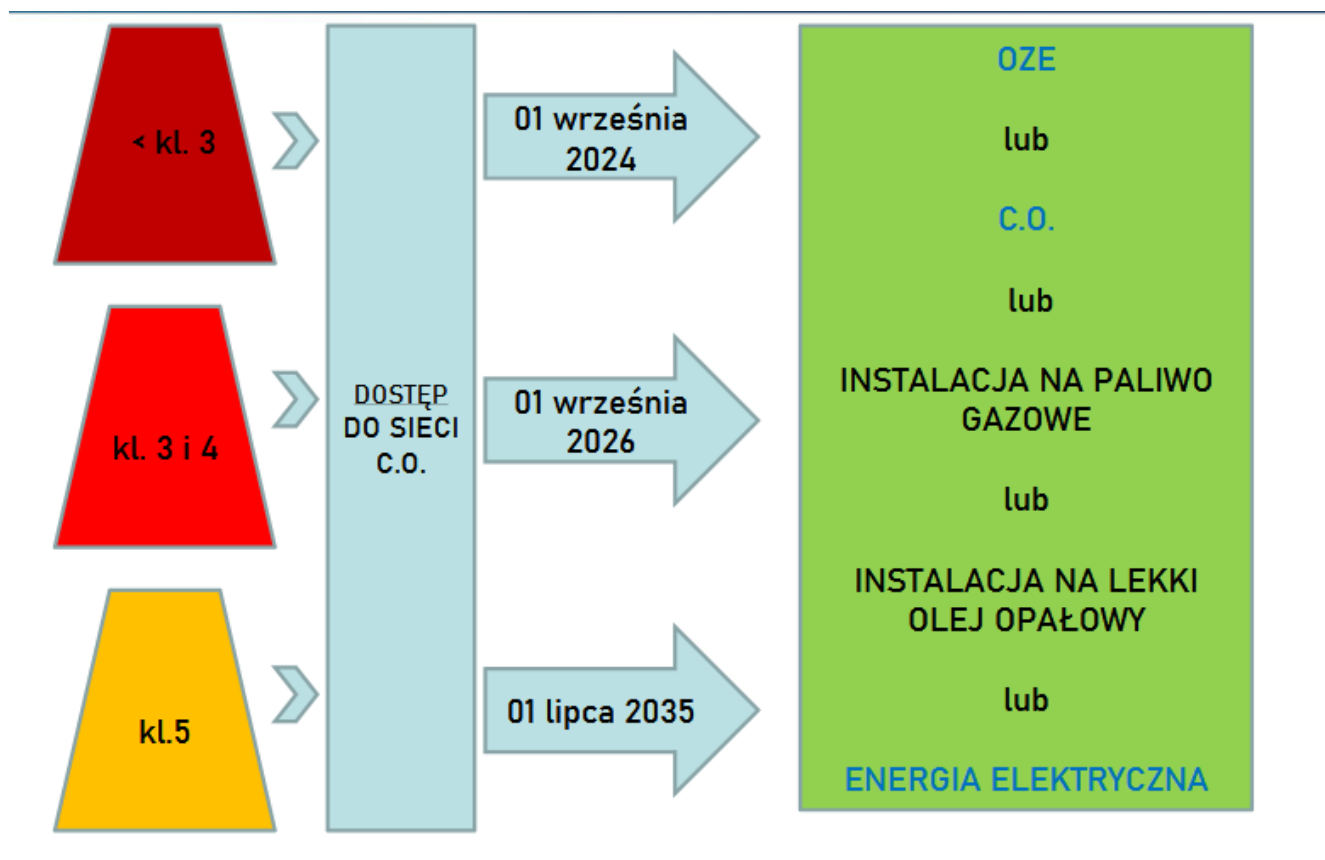 < kl. 3
kl. 3 i 4
kl.5
DOSTĘP
DO SIECI
C.O.
01 września
2024
01 września
2026
01 lipca 2035
OZE
lub
C.O.
lub
INSTALACJA NA PALIWO
GAZOWE
lub
INSTALACJA NA LEKKI
OLEJ OPAŁOWY
lub
ENERGIA ELEKTRYCZNA